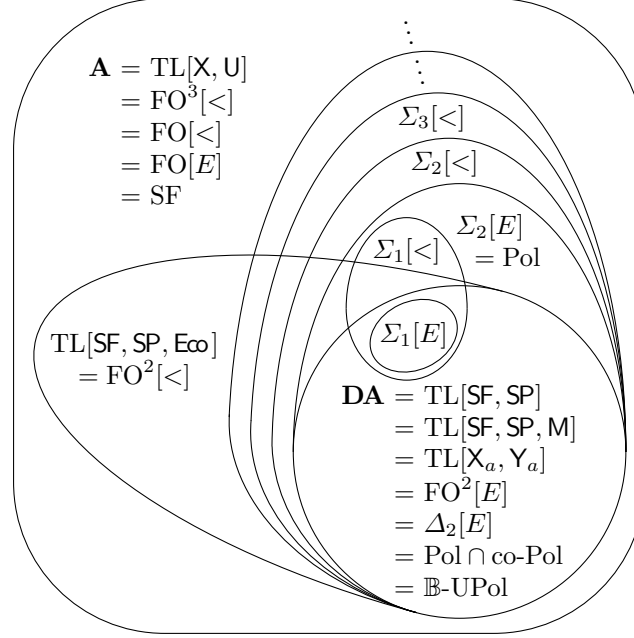 A = TL[X, U]
= FO³[<]
= FO[<]
= FO[E]
= SF
Σ₃[<]
Σ₂[<]
Σ₂[E]
= Pol
Σ₁[<]
Σ₁[E]
TL[SF, SP, E∞]
= FO²[<]
DA = TL[SF, SP]
= TL[SF, SP, M]
= TL[Xₐ, Yₐ]
= FO²[E]
= Δ₂[E]
= Pol ∩ co-Pol
= 𝔹-UPol